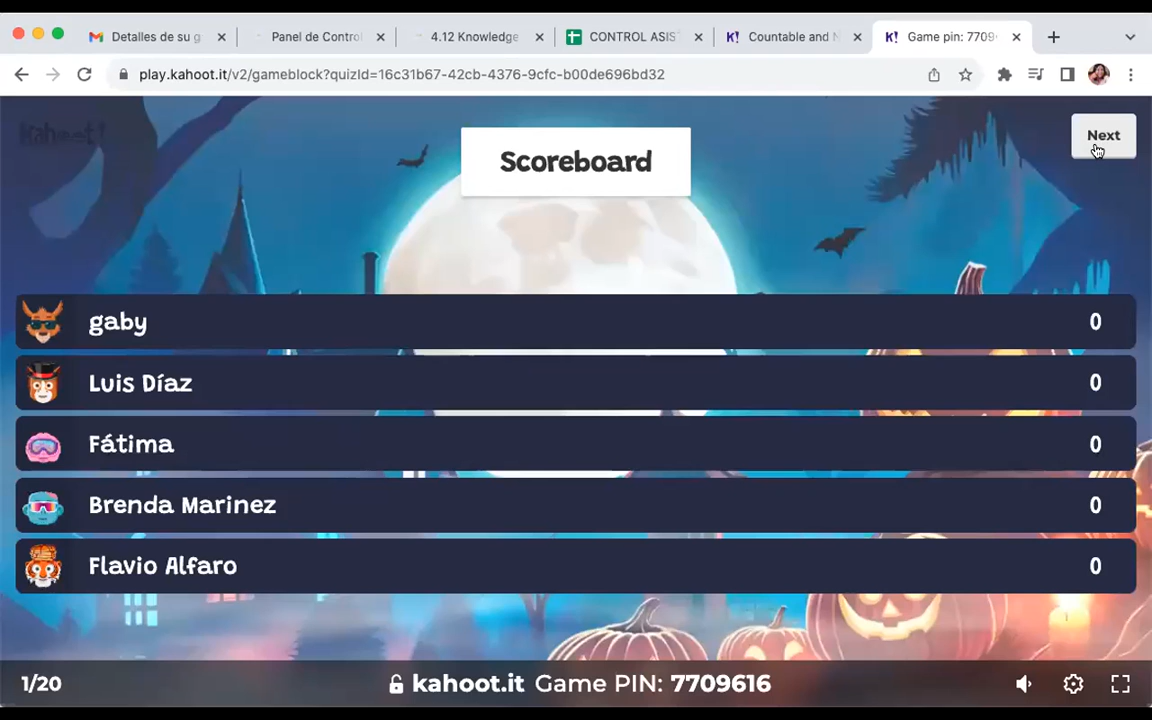 Detalles de su g
Panel de Contro
4.12 Knowledge
CONTROL ASIS
K! Countable and N
K! Game pin: 7709
play.kahoot.it/v2/gameblock?quizId=16c31b67-42cb-4376-9cfc-b00de696bd32
Kahoot!
Next
Scoreboard
gaby 0
Luis Díaz 0
Fátima 0
Brenda Marinez 0
Flavio Alfaro 0
1/20 kahoot.it Game PIN: 7709616